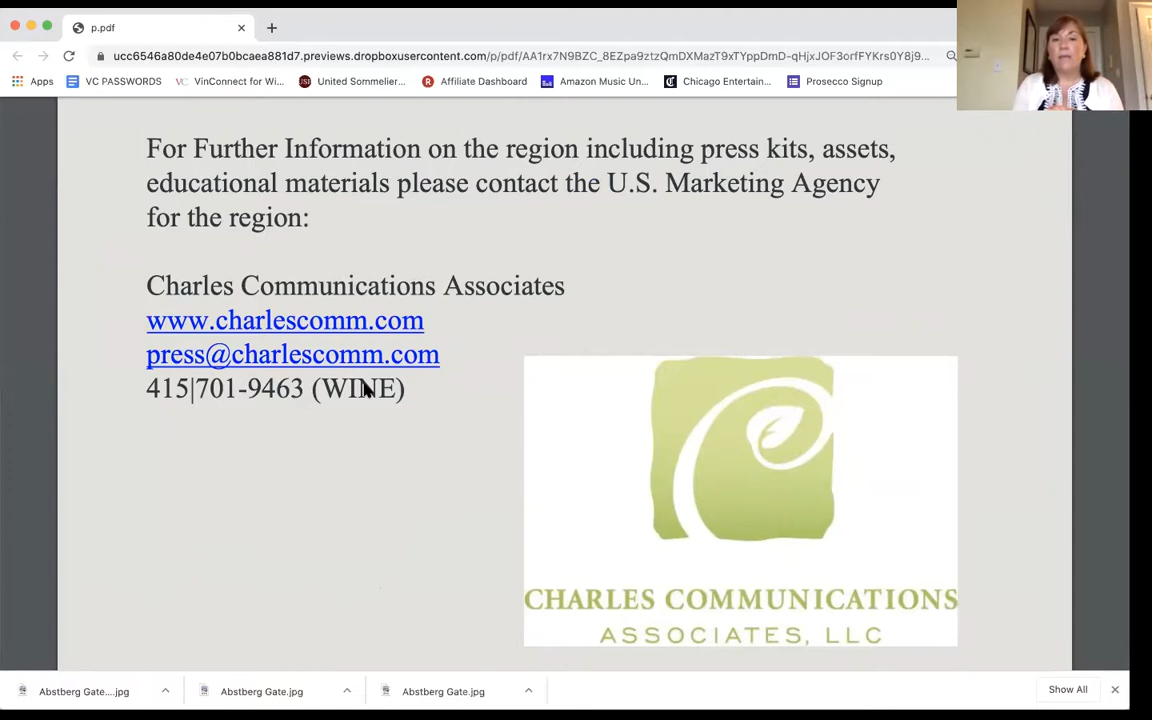 p.pdf
ucc6546a80de4e07b0bcaea881d7.previews.dropboxusercontent.com/p/pdf/AA1rx7N9BZC_8EZpa9ztzQmDXMazT9xTYppDmD-qHjxJOF3orfFYKrs0Y8j9...
Apps VC PASSWORDS VinConnect for Wi... United Sommelier... Affiliate Dashboard Amazon Music Un... Chicago Entertain... Prosecco Signup
For Further Information on the region including press kits, assets,
educational materials please contact the U.S. Marketing Agency
for the region:
Charles Communications Associates
www.charlescomm.com
press@charlescomm.com
415|701-9463 (WINE)
CHARLES COMMUNICATIONS
ASSOCIATES, LLC
Abstberg Gate....jpg Abstberg Gate.jpg Abstberg Gate.jpg Show All